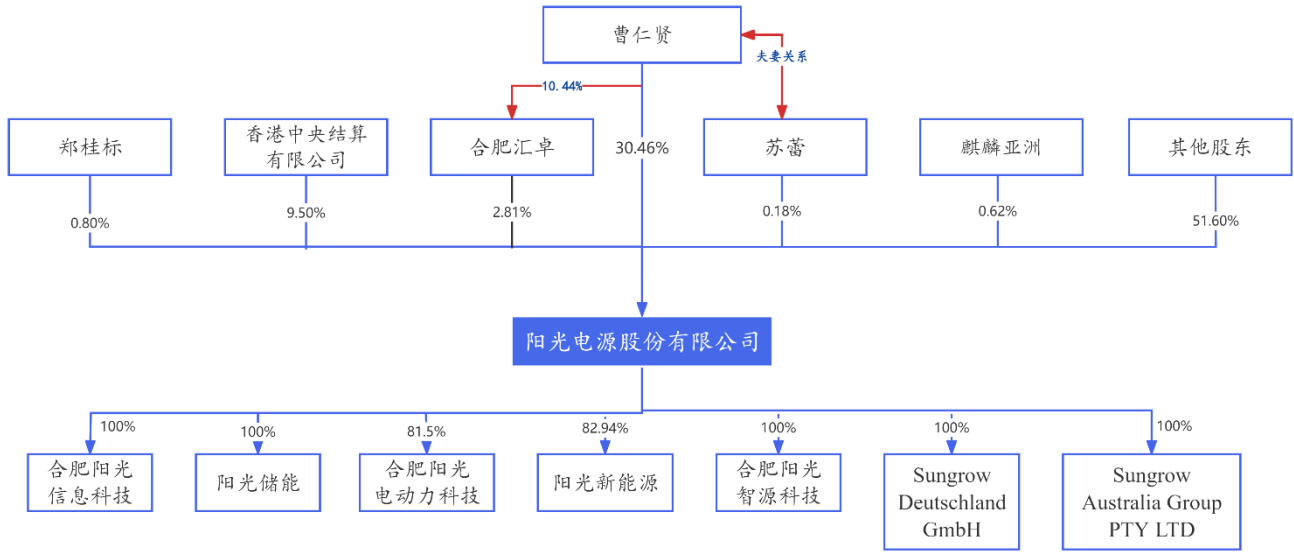 曹仁贤
夫妻关系
10.44%
郑桂标
香港中央结算
有限公司
合肥汇卓
30.46%
苏蕾
麒麟亚洲
其他股东
0.80%
9.50%
2.81%
0.18%
0.62%
51.60%
阳光电源股份有限公司
100%
100%
81.5%
82.94%
100%
100%
100%
合肥阳光
信息科技
阳光储能
合肥阳光
电动力科技
阳光新能源
合肥阳光
智源科技
Sungrow
Deutschland
GmbH
Sungrow
Australia Group
PTY LTD